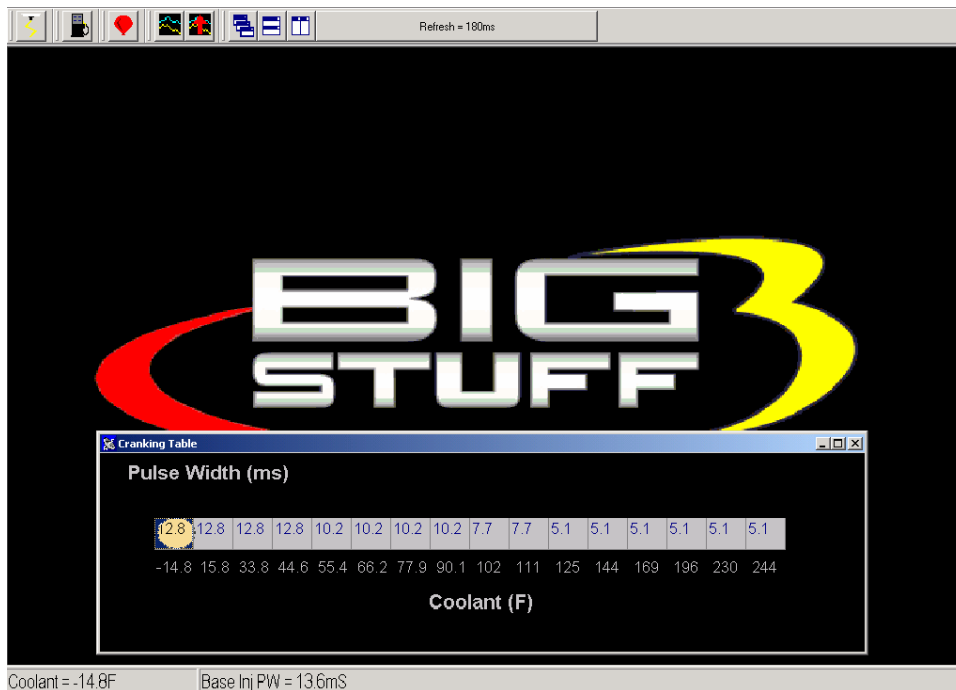 Refresh = 180ms
BIG 3
STUFF
Cranking Table
Pulse Width (ms)
12.8 12.8 12.8 12.8 10.2 10.2 10.2 10.2 7.7 7.7 5.1 5.1 5.1 5.1 5.1 5.1
-14.8 15.8 33.8 44.6 55.4 66.2 77.9 90.1 102 111 125 144 169 196 230 244
Coolant (F)
Coolant = -14.8F Base Inj PW = 13.6mS